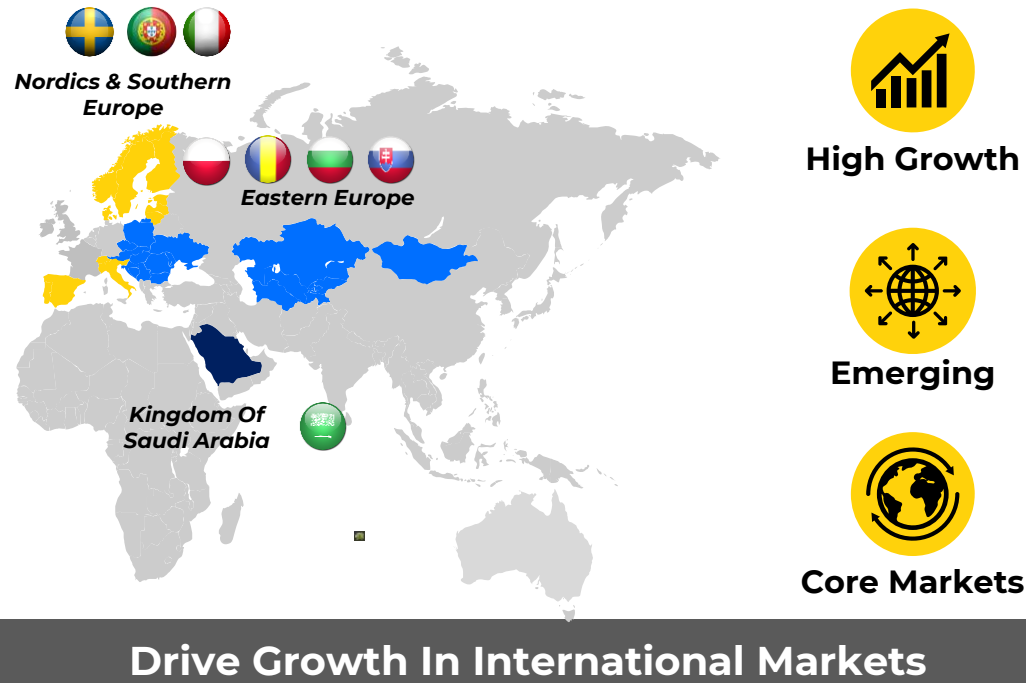 Nordics & Southern
Europe
Eastern Europe
Kingdom Of
Saudi Arabia
High Growth
Emerging
Core Markets
Drive Growth In International Markets